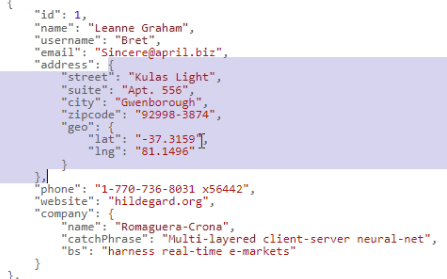 {
"id": 1,
"name": "Leanne Graham",
"username": "Bret",
"email": "Sincere@april.biz",
"address": {
"street": "Kulas Light",
"suite": "Apt. 556",
"city": "Gwenborough",
"zipcode": "92998-3874",
"geo": {
"lat": "-37.3159",
"lng": "81.1496"
}
},
"phone": "1-770-736-8031 x56442",
"website": "hildegard.org",
"company": {
"name": "Romaguera-Crona",
"catchPhrase": "Multi-layered client-server neural-net",
"bs": "harness real-time e-markets"
}
},